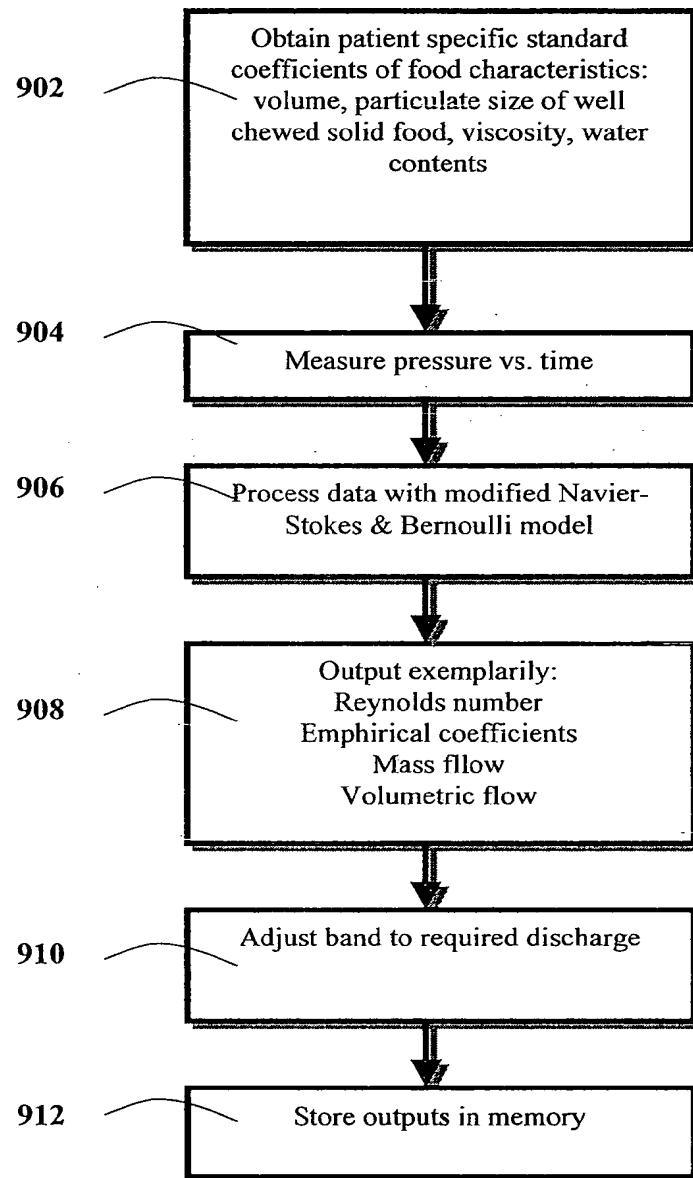 902
Obtain patient specific standard
coefficients of food characteristics:
volume, particulate size of well
chewed solid food, viscosity, water
contents
904
Measure pressure vs. time
906
Process data with modified Navier-
Stokes & Bernoulli model
908
Output exemplarily:
Reynolds number
Emphirical coefficients
Mass fllow
Volumetric flow
910
Adjust band to required discharge
912
Store outputs in memory